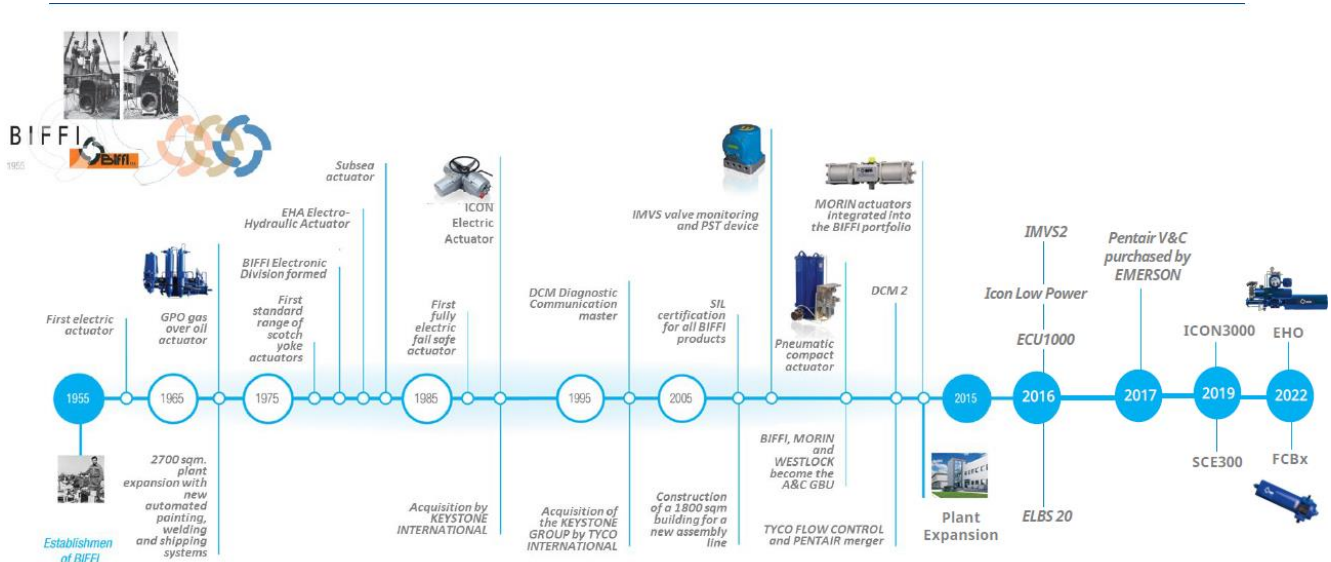 BIFFI
1955
BIFFI
Subsea
actuator
EHA Electro-
Hydraulic Actuator
BIFFI Electronic
Division formed
First
standard
range of
scotch
yoke
actuators
First electric
actuator
GPO gas
over oil
actuator
ICON
Electric
Actuator
First
fully
electric
fail safe
actuator
DCM Diagnostic
Communication
master
IMVS valve monitoring
and PST device
SIL
certification
for all BIFFI
products
Pneumatic
compact
actuator
MORIN actuators
integrated into
the BIFFI portfolio
DCM 2
IMVS2
Icon Low Power
ECU1000
Pentair V&C
purchased by
EMERSON
ICON3000
EHO
1955
1965
1975
1985
1995
2005
2015
2016
2017
2019
2022
Establishmen
of BIFFI
2700 sqm.
plant
expansion with
new
automated
painting,
welding
and shipping
systems
Acquisition by
KEYSTONE
INTERNATIONAL
Acquisition of
the KEYSTONE
GROUP by TYCO
INTERNATIONAL
Construction
of a 1800 sqm
building for a
new assembly
line
BIFFI, MORIN
and
WESTLOCK
become the
A&C GBU
TYCO FLOW CONTROL
and PENTAIR merger
BIFFI
Plant
Expansion
ELBS 20
SCE300
FCBx